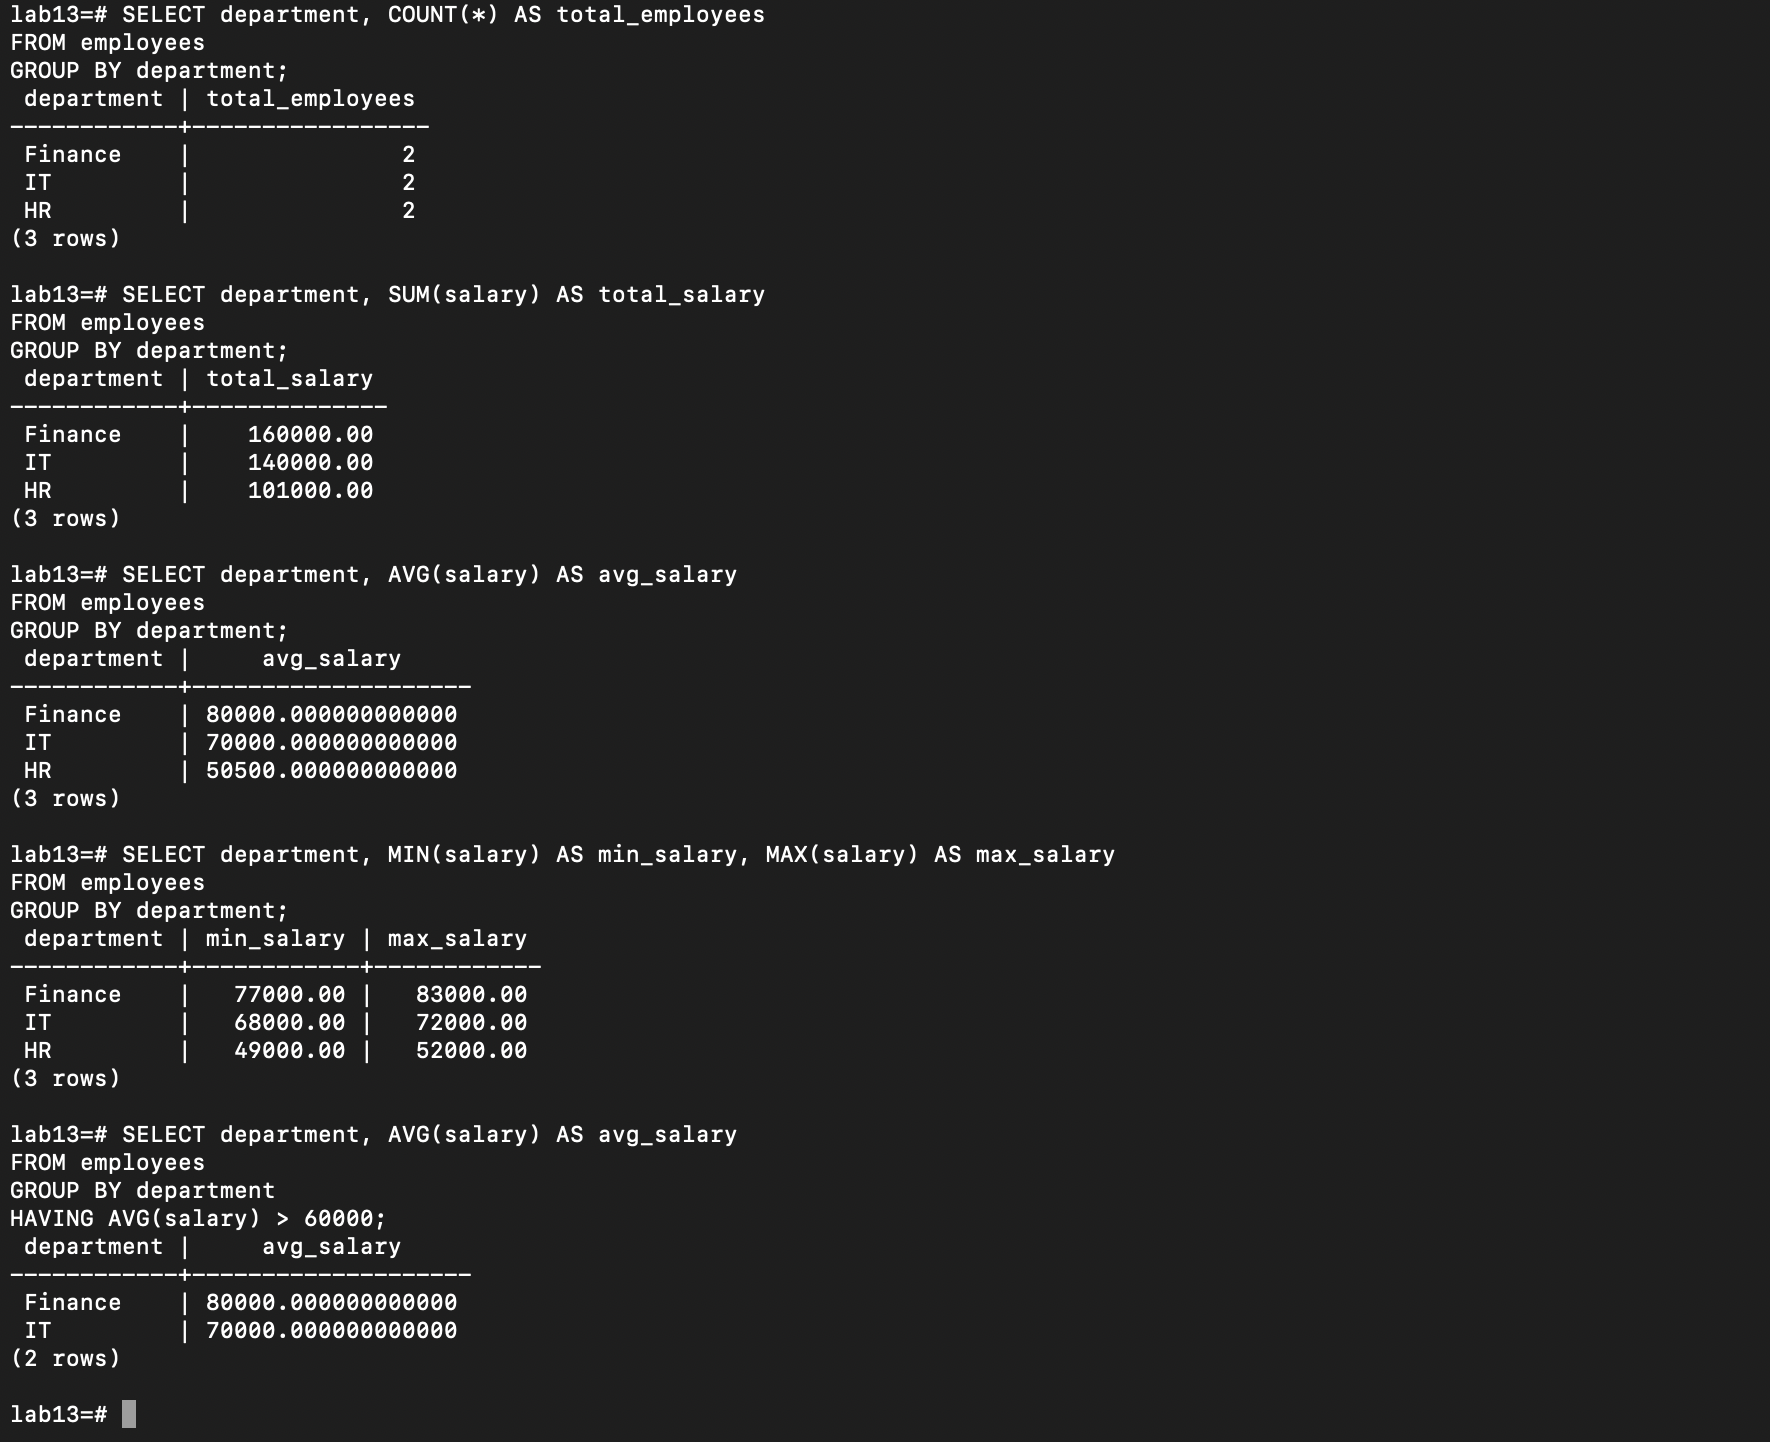 lab13=# SELECT department, COUNT(*) AS total_employees
FROM employees
GROUP BY department;
 department | total_employees
------------+-----------------
 Finance    |               2
 IT         |               2
 HR         |               2
(3 rows)

lab13=# SELECT department, SUM(salary) AS total_salary
FROM employees
GROUP BY department;
 department | total_salary
------------+--------------
 Finance    |    160000.00
 IT         |    140000.00
 HR         |    101000.00
(3 rows)

lab13=# SELECT department, AVG(salary) AS avg_salary
FROM employees
GROUP BY department;
 department |     avg_salary
------------+--------------------
 Finance    | 80000.000000000000
 IT         | 70000.000000000000
 HR         | 50500.000000000000
(3 rows)

lab13=# SELECT department, MIN(salary) AS min_salary, MAX(salary) AS max_salary
FROM employees
GROUP BY department;
 department | min_salary | max_salary
------------+------------+------------
 Finance    |   77000.00 |   83000.00
 IT         |   68000.00 |   72000.00
 HR         |   49000.00 |   52000.00
(3 rows)

lab13=# SELECT department, AVG(salary) AS avg_salary
FROM employees
GROUP BY department
HAVING AVG(salary) > 60000;
 department |     avg_salary
------------+--------------------
 Finance    | 80000.000000000000
 IT         | 70000.000000000000
(2 rows)

lab13=#